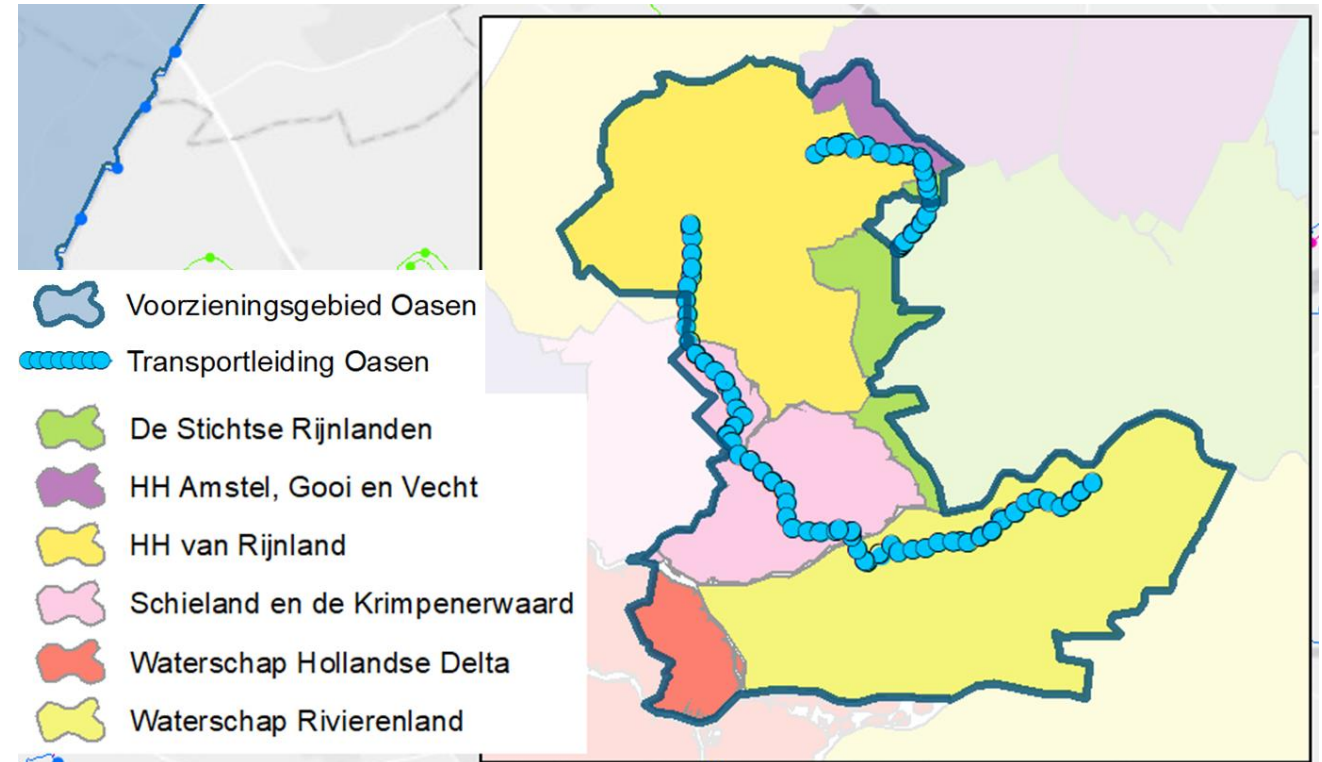 Voorzieningsgebied Oasen
Transportleiding Oasen
De Stichtse Rijnlanden
HH Amstel, Gooi en Vecht
HH van Rijnland
Schieland en de Krimpenerwaard
Waterschap Hollandse Delta
Waterschap Rivierenland